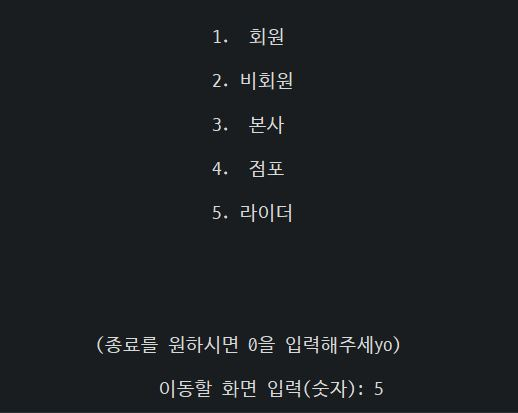 1. 회원
2. 비회원
3. 본사
4. 점포
5. 라이더
(종료를 원하시면 0을 입력해주세yo)
이동할 화면 입력(숫자): 5